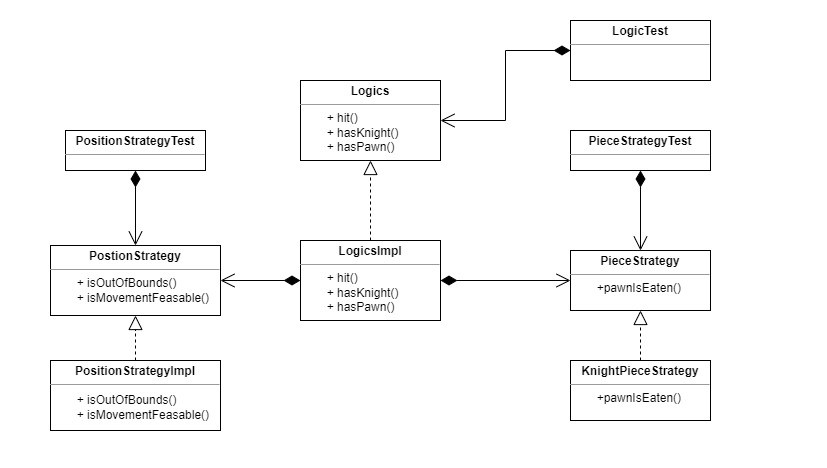 LogicTest
Logics
+ hit()
+ hasKnight()
+ hasPawn()
PositionStrategyTest
PieceStrategyTest
PostionStrategy
+ isOutOfBounds()
+ isMovementFeasable()
LogicsImpl
+ hit()
+ hasKnight()
+ hasPawn()
PieceStrategy
+pawnIsEaten()
PositionStrategyImpl
+ isOutOfBounds()
+ isMovementFeasable()
KnightPieceStrategy
+pawnIsEaten()